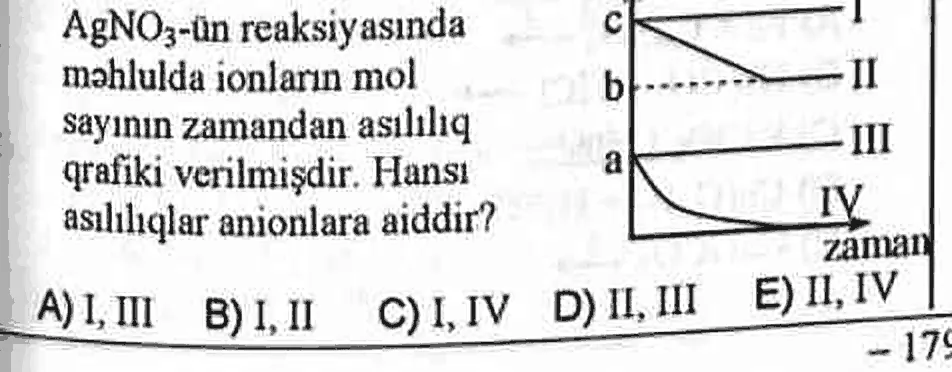 AgNO₃-ün reaksiyasında
məhlulda ionların mol
sayının zamandan asılılıq
qrafiki verilmişdir. Hansı
asılılıqlar anionlara aiddir?
c
I
b
II
a
III
IV
zaman
A) I, III B) I, II C) I, IV D) II, III E) II, IV
– 179